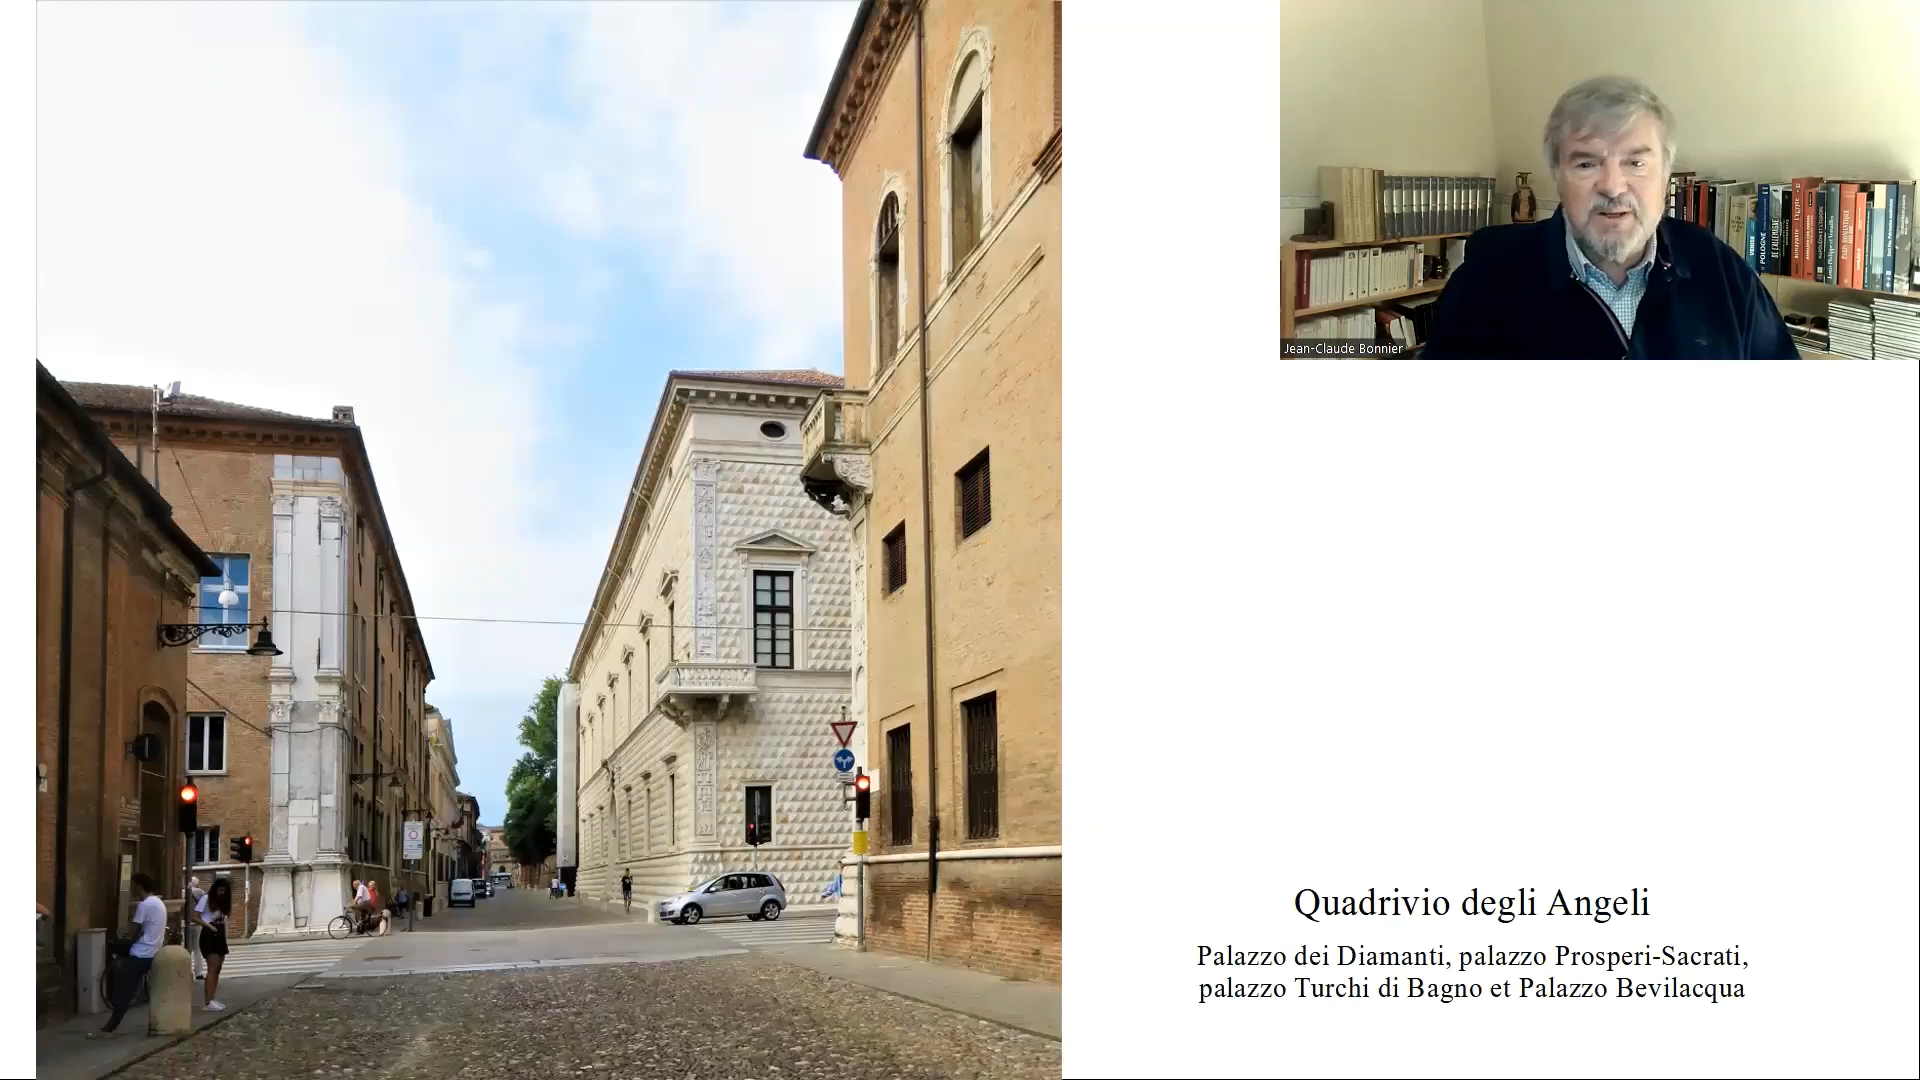 Jean-Claude Bonnier
Quadrivio degli Angeli
Palazzo dei Diamanti, palazzo Prosperi-Sacrati,
palazzo Turchi di Bagno et Palazzo Bevilacqua